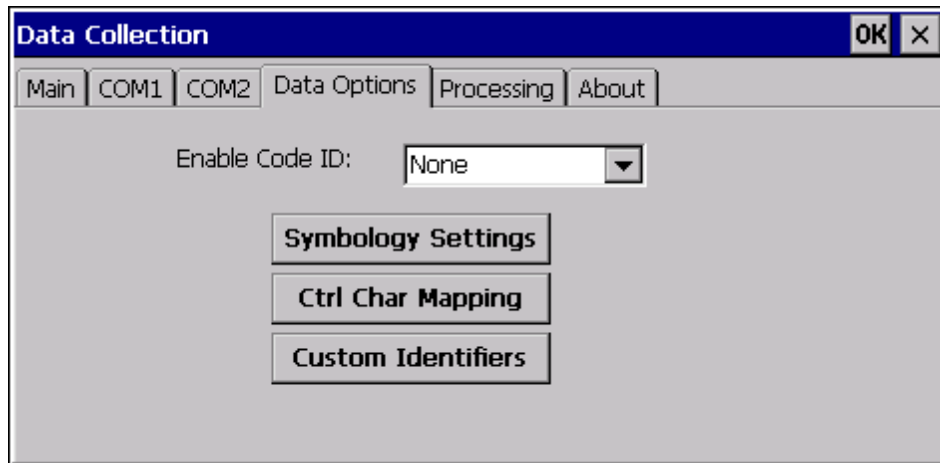 Data Collection OK ×
Main COM1 COM2 Data Options Processing About
Enable Code ID: None
Symbology Settings
Ctrl Char Mapping
Custom Identifiers